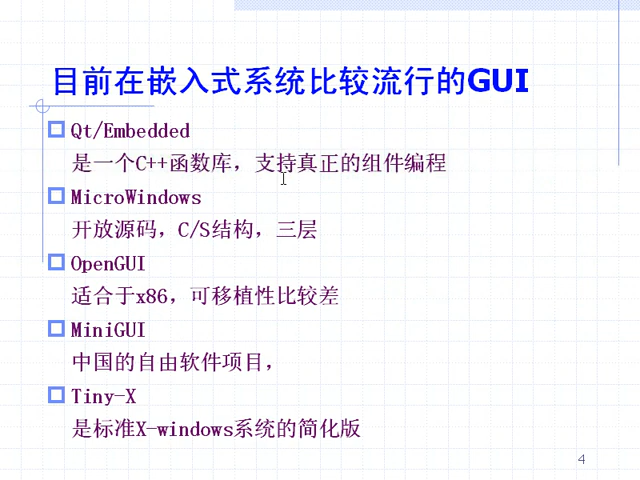 目前在嵌入式系统比较流行的GUI
Qt/Embedded
是一个C++函数库，支持真正的组件编程
MicroWindows
开放源码，C/S结构，三层
OpenGUI
适合于x86，可移植性比较差
MiniGUI
中国的自由软件项目，
Tiny-X
是标准X-windows系统的简化版
4